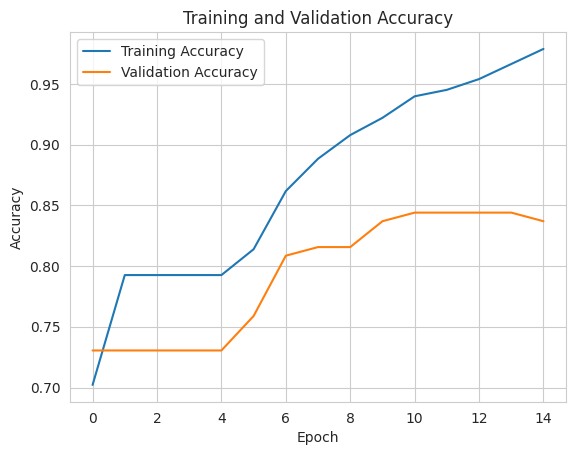 Training and Validation Accuracy
Training Accuracy
Validation Accuracy
Accuracy
0.95
0.90
0.85
0.80
0.75
0.70
0 2 4 6 8 10 12 14
Epoch